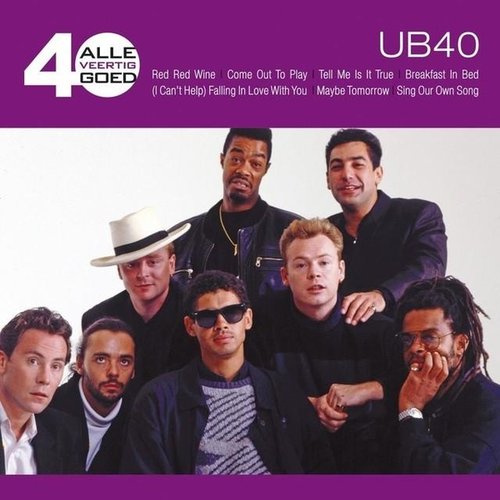 40 ALLE
VEERTIG
GOED
UB40
Red Red Wine | Come Out To Play | Tell Me Is It True | Breakfast In Bed
(I Can't Help) Falling In Love With You | Maybe Tomorrow | Sing Our Own Song